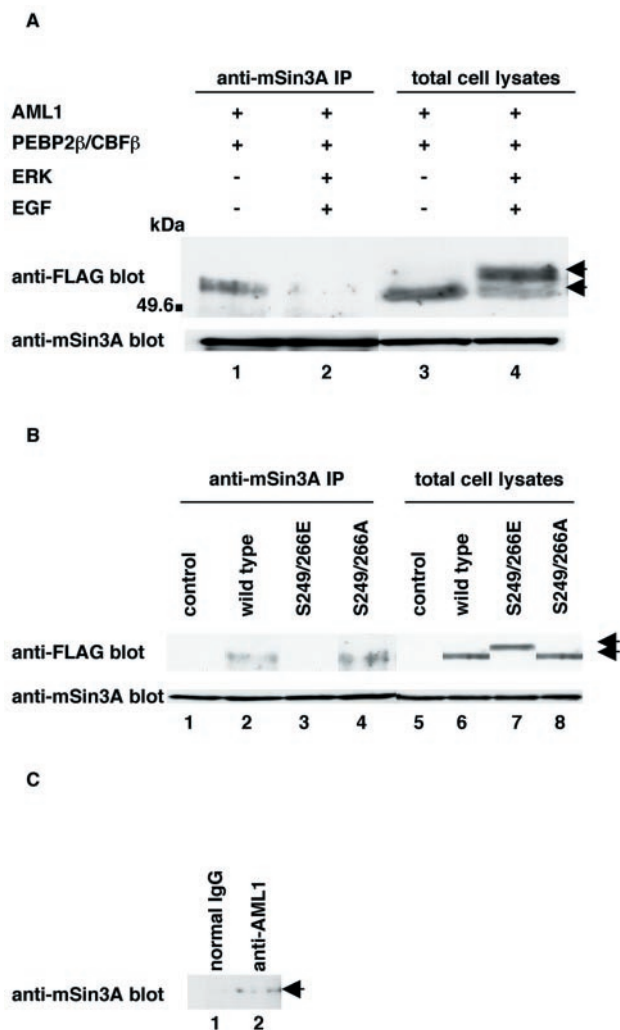 A
anti-mSin3A IP total cell lysates
AML1 + + + +
PEBP2β/CBFβ + + + +
ERK - + - +
EGF - + - +
kDa
anti-FLAG blot
49.6
anti-mSin3A blot
1 2 3 4
B
anti-mSin3A IP total cell lysates
control wild type S249/266E S249/266A control wild type S249/266E S249/266A
anti-FLAG blot
anti-mSin3A blot
1 2 3 4 5 6 7 8
C
normal IgG anti-AML1
anti-mSin3A blot
1 2